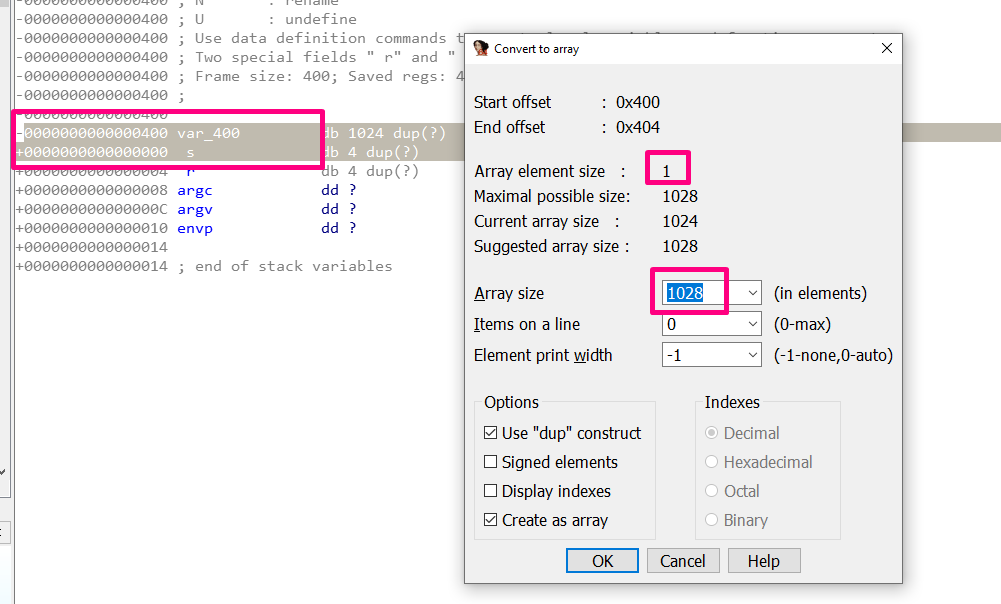 -0000000000000400 ; N : rename
-0000000000000400 ; U : undefine
-0000000000000400 ; Use data definition commands t
-0000000000000400 ; Two special fields " r" and "
-0000000000000400 ; Frame size: 400; Saved regs: 4
-0000000000000400 ;
-0000000000000400
-0000000000000400 var_400 db 1024 dup(?)
+0000000000000000 s db 4 dup(?)
+0000000000000004 r db 4 dup(?)
+0000000000000008 argc dd ?
+000000000000000C argv dd ?
+0000000000000010 envp dd ?
+0000000000000014
+0000000000000014 ; end of stack variables
Convert to array
Start offset : 0x400
End offset : 0x404
Array element size : 1
Maximal possible size: 1028
Current array size : 1024
Suggested array size : 1028
Array size 1028 (in elements)
Items on a line 0 (0-max)
Element print width -1 (-1-none,0-auto)
Options
Use "dup" construct
Signed elements
Display indexes
Create as array
Indexes
Decimal
Hexadecimal
Octal
Binary
OK Cancel Help